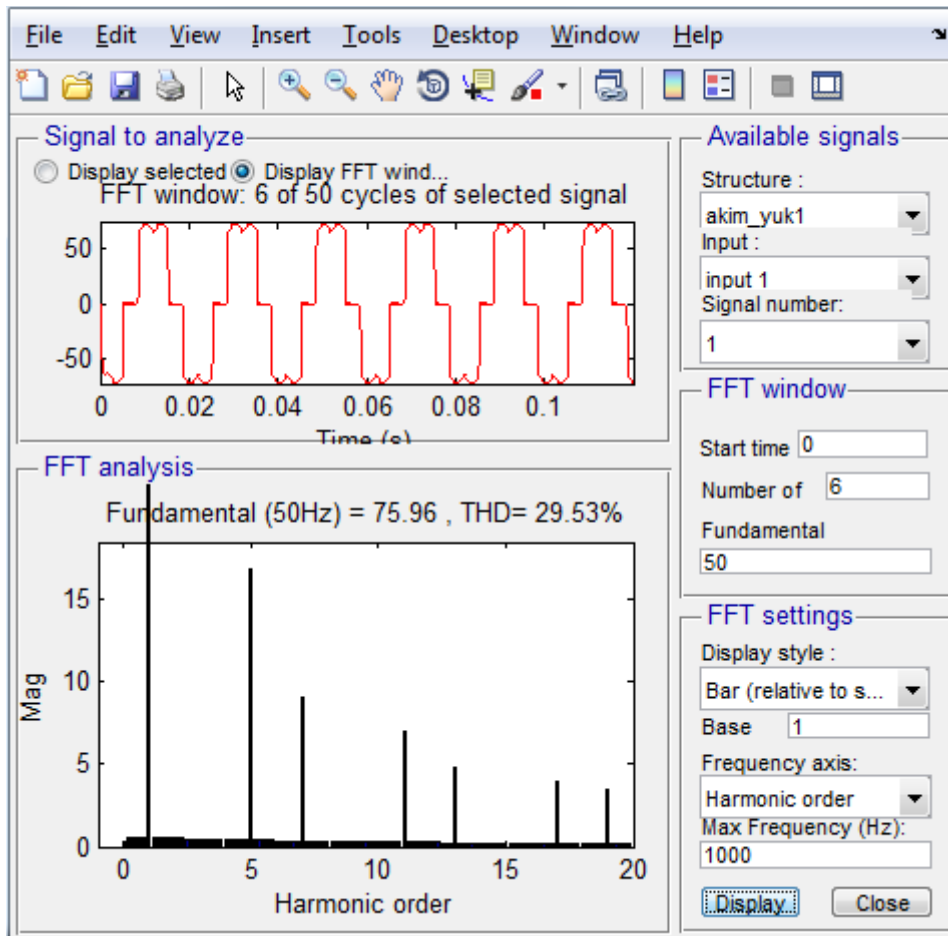 File Edit View Insert Tools Desktop Window Help
Signal to analyze
Display selected Display FFT wind...
FFT window: 6 of 50 cycles of selected signal
50
0
-50
0 0.02 0.04 0.06 0.08 0.1
Time (s)
FFT analysis
Fundamental (50Hz) = 75.96 , THD= 29.53%
15
10
5
0
Mag
0 5 10 15 20
Harmonic order
Available signals
Structure :
akim_yuk1
Input :
input 1
Signal number:
1
FFT window
Start time 0
Number of 6
Fundamental
50
FFT settings
Display style :
Bar (relative to s...
Base 1
Frequency axis:
Harmonic order
Max Frequency (Hz):
1000
Display Close